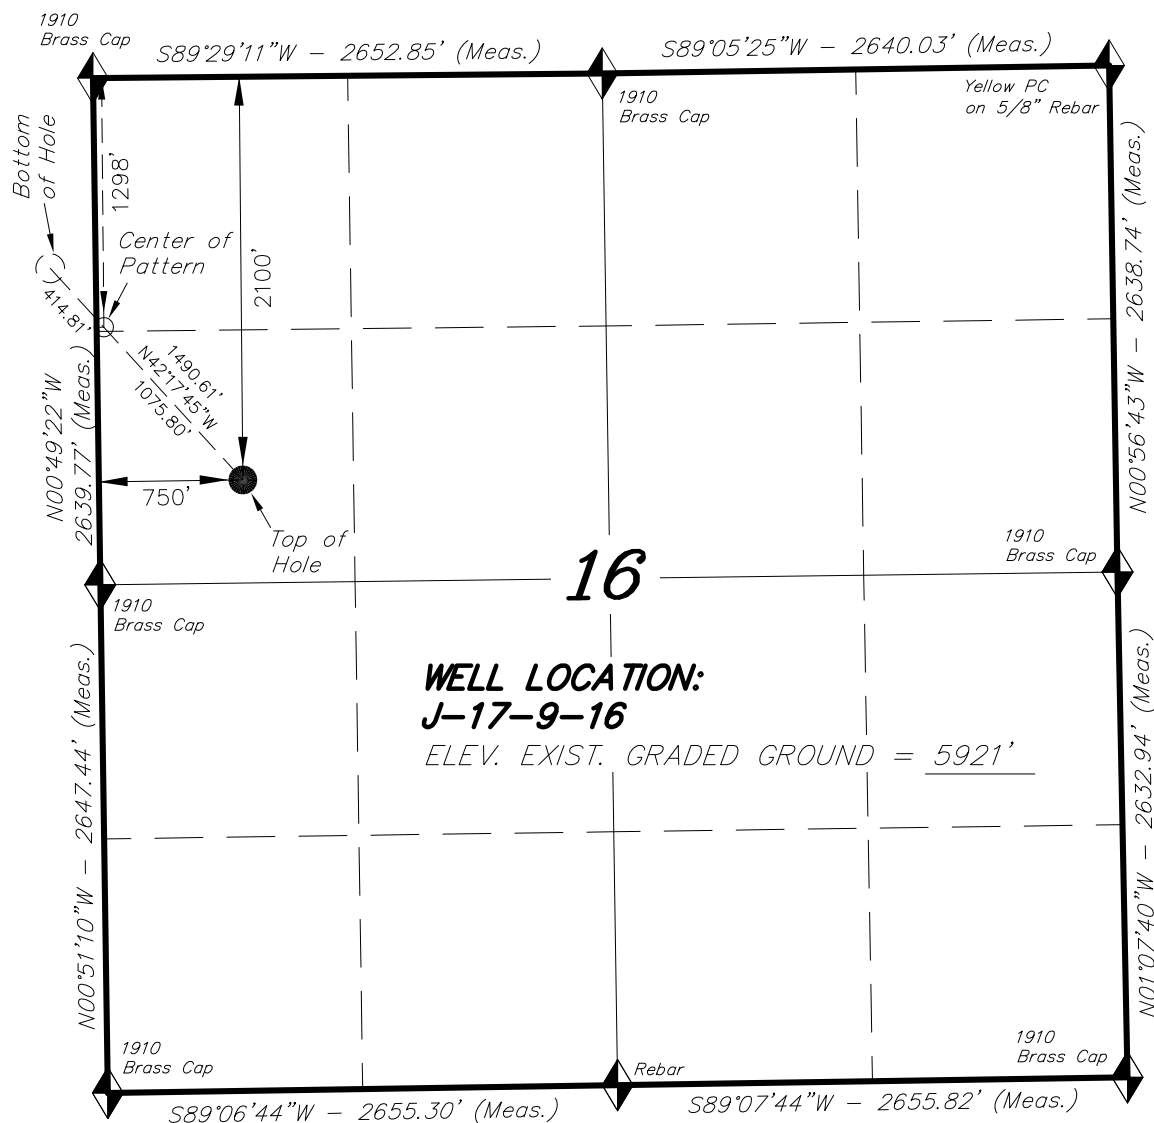 1910
Brass Cap
S89°29'11"W - 2652.85' (Meas.)
S89°05'25"W - 2640.03' (Meas.)
1910
Brass Cap
Yellow PC
on 5/8" Rebar
Bottom
of Hole
1298'
Center of
Pattern
2100'
414.81'
1490.61'
N42°17'45"W
1075.80'
N00°49'22"W
2639.77' (Meas.)
N00°56'43"W - 2638.74' (Meas.)
750'
Top of
Hole
1910
Brass Cap
16
1910
Brass Cap
WELL LOCATION:
J-17-9-16
ELEV. EXIST. GRADED GROUND = 5921'
N00°51'10"W - 2647.44' (Meas.)
N01°07'40"W - 2632.94' (Meas.)
1910
Brass Cap
Rebar
1910
Brass Cap
S89°06'44"W - 2655.30' (Meas.)
S89°07'44"W - 2655.82' (Meas.)